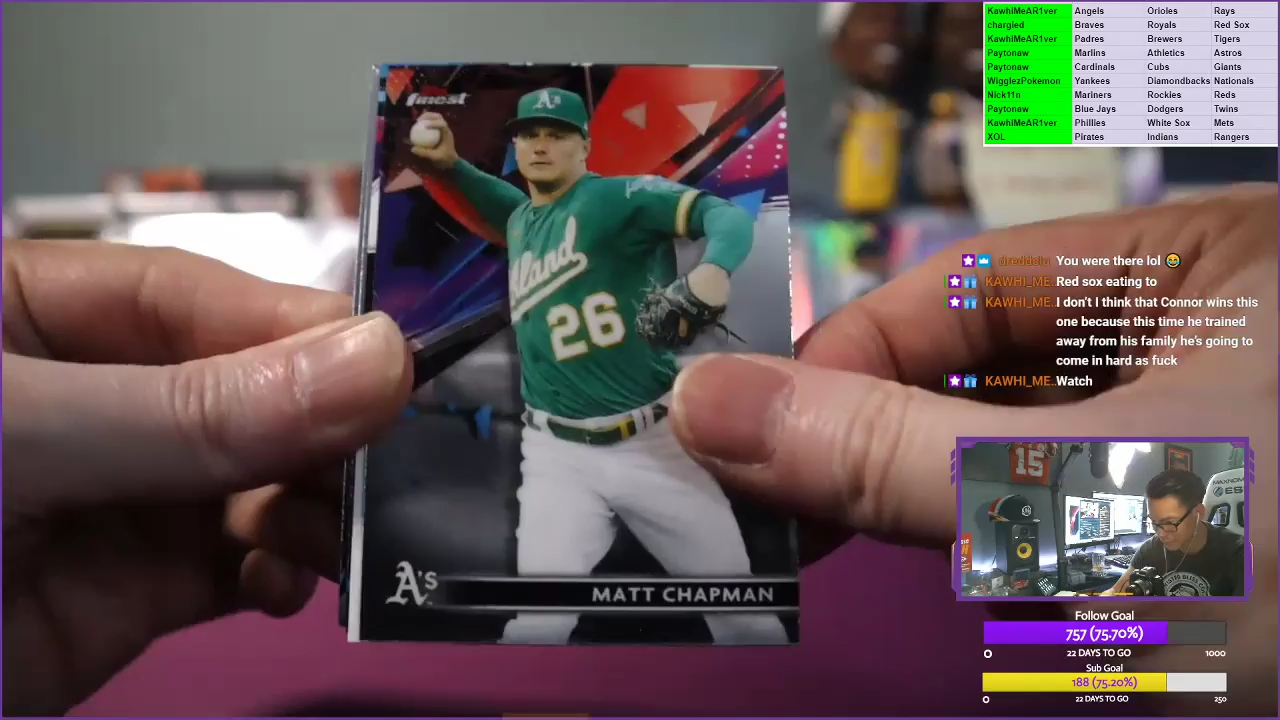 KawhiMeAR1ver Angels Orioles Rays
chargled Braves Royals Red Sox
KawhiMeAR1ver Padres Brewers Tigers
Paytonaw Marlins Athletics Astros
Paytonaw Cardinals Cubs Giants
WigglezPokemon Yankees Diamondbacks Nationals
Nick11n Mariners Rockies Reds
Paytonaw Blue Jays Dodgers Twins
KawhiMeAR1ver Phillies White Sox Mets
XOL Pirates Indians Rangers
finest
A's
land
26
A's
MATT CHAPMAN
You were there lol 😂
KAWHI_ME.. Red sox eating to
KAWHI_ME.. I don't I think that Connor wins this
one because this time he trained
away from his family he's going to
come in hard as fuck
KAWHI_ME.. Watch
15
MAXNOM
ES
Follow Goal
757 (75.70%)
0 22 DAYS TO GO 1000
Sub Goal
188 (75.20%)
0 22 DAYS TO GO 250